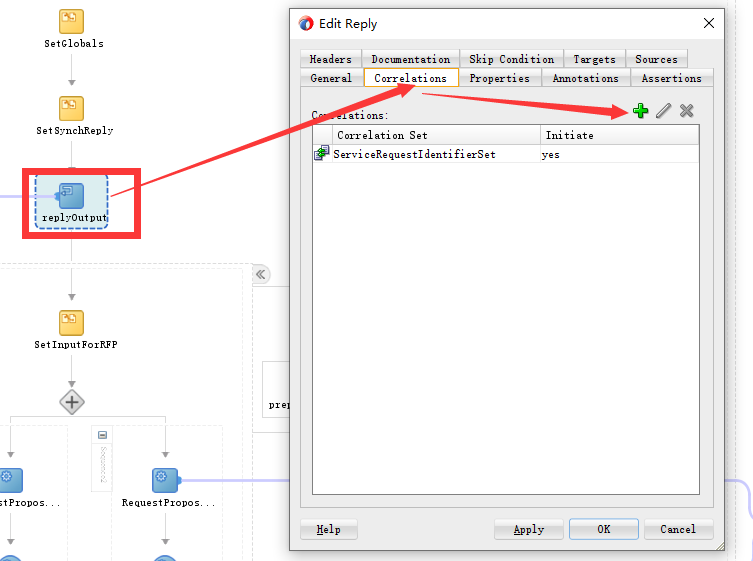 SetGlobals
SetSynchReply
replyOutput
SetInputForRFP
prep
stPropos...
RequestPropos...
Sequence2
Edit Reply
Headers Documentation Skip Condition Targets Sources
General Correlations Properties Annotations Assertions
Correlations:
Correlation Set Initiate
ServiceRequestIdentifierSet yes
Help Apply OK Cancel